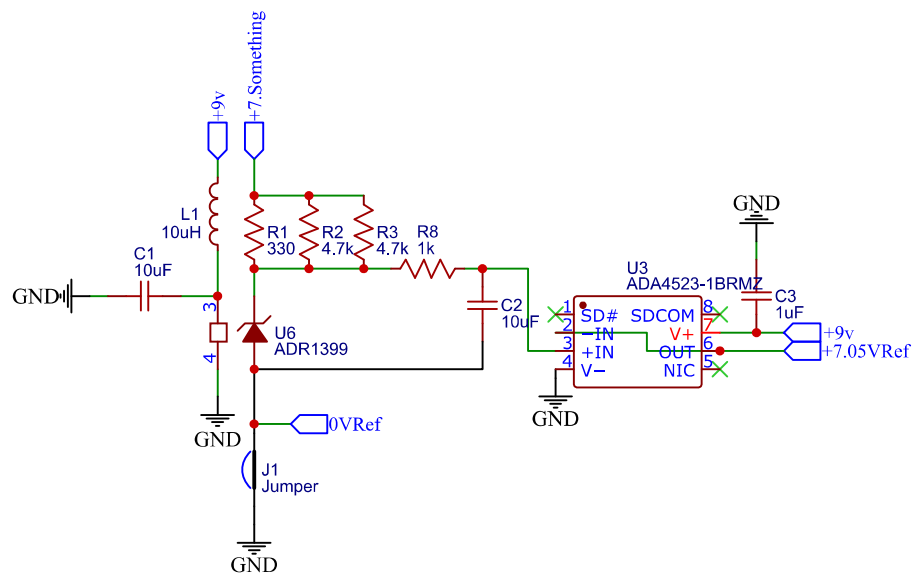 +9v
+7.Something
L1
10uH
R1
330
R2
4.7k
R3
4.7k
R8
1k
GND
C1
10uF
GND
3
4
U6
ADR1399
C2
10uF
U3
ADA4523-1BRMZ
1
SD#
SDCOM
8
2
-IN
V+
7
3
+IN
OUT
6
4
V-
NIC
5
C3
1uF
+9v
+7.05VRef
GND
GND
0VRef
J1
Jumper
GND